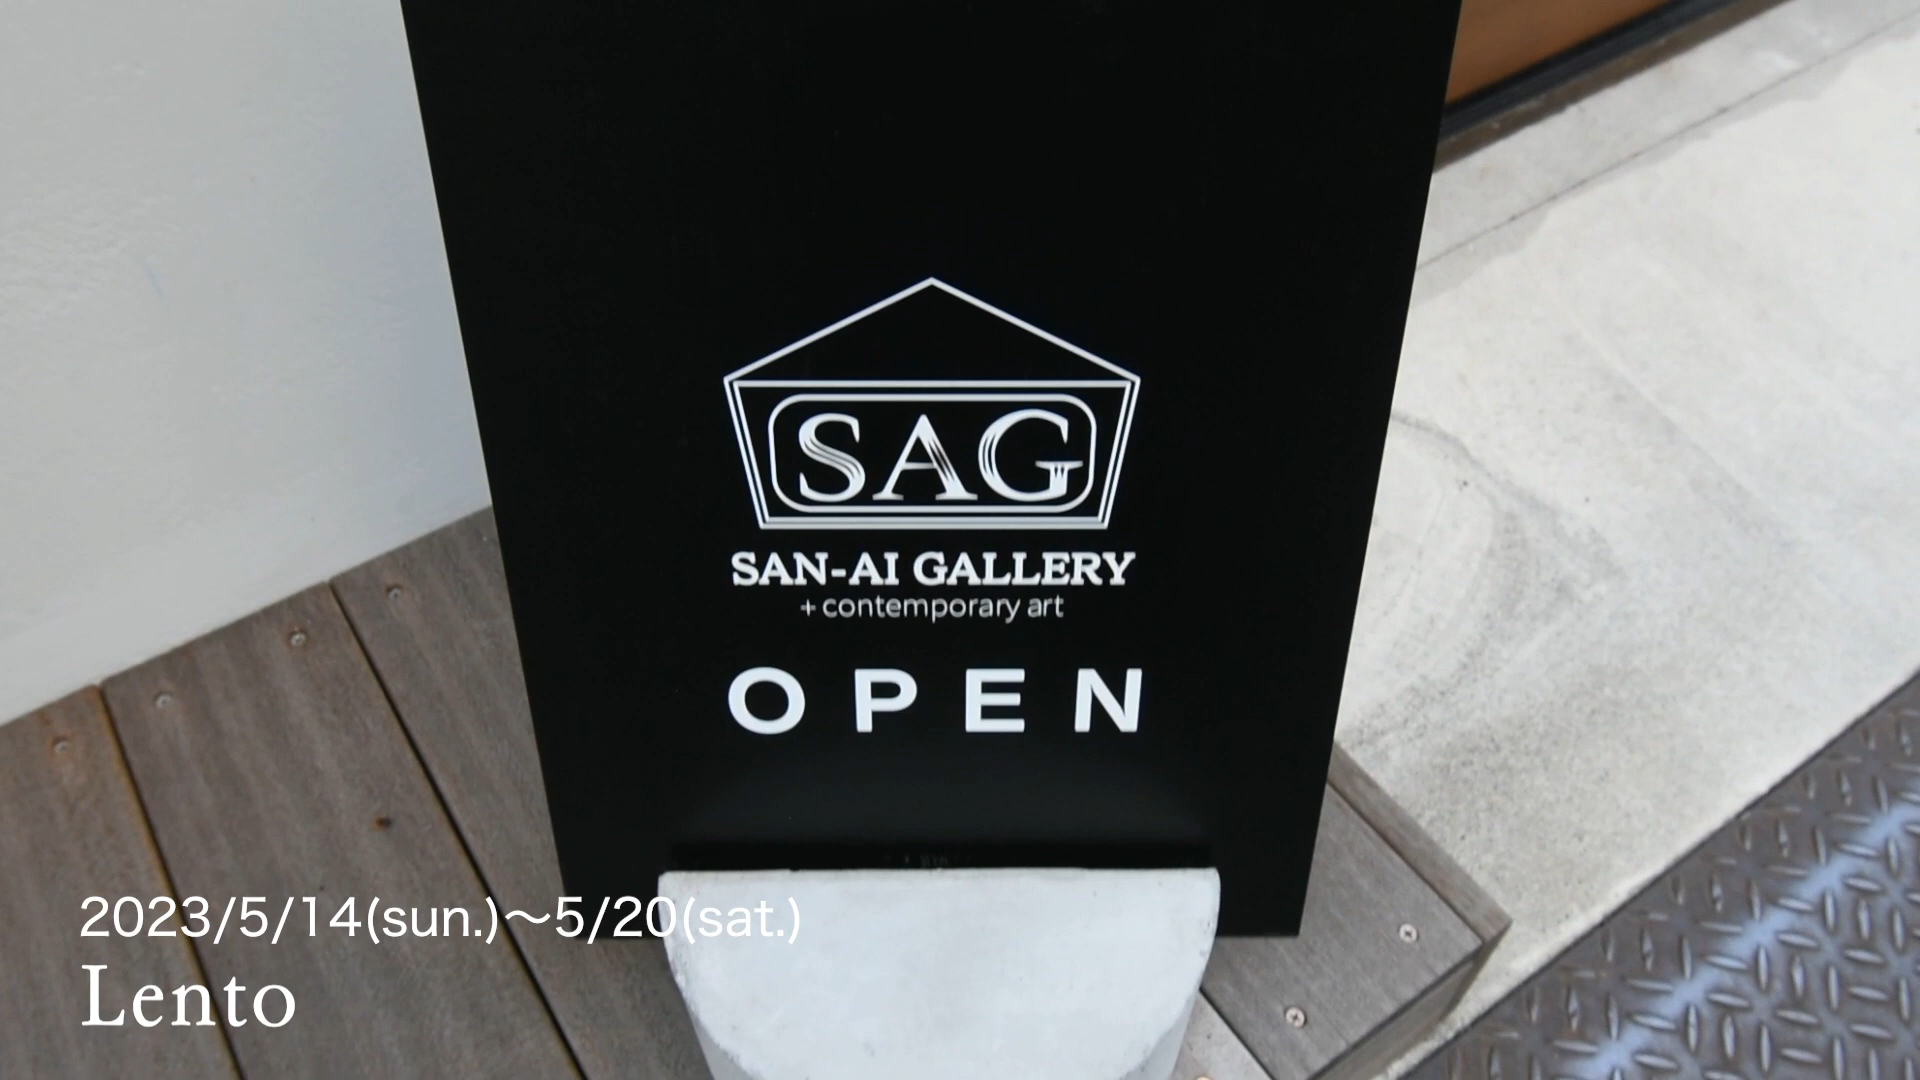 SAG
SAN-AI GALLERY
+ contemporary art
OPEN
2023/5/14(sun.)〜5/20(sat.)
Lento